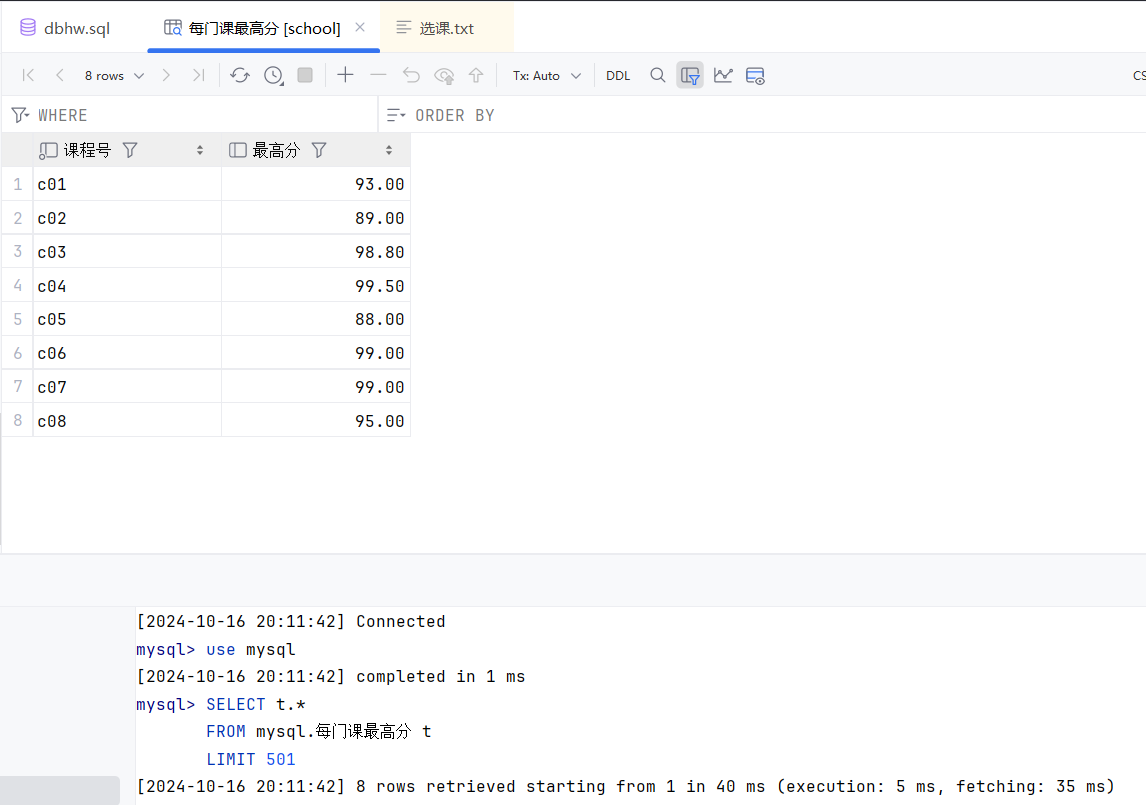 dbhw.sql 每门课最高分 [school] 选课.txt
8 rows Tx: Auto DDL CS
WHERE ORDER BY
课程号 最高分
1 c01 93.00
2 c02 89.00
3 c03 98.80
4 c04 99.50
5 c05 88.00
6 c06 99.00
7 c07 99.00
8 c08 95.00
[2024-10-16 20:11:42] Connected
mysql> use mysql
[2024-10-16 20:11:42] completed in 1 ms
mysql> SELECT t.*
FROM mysql.每门课最高分 t
LIMIT 501
[2024-10-16 20:11:42] 8 rows retrieved starting from 1 in 40 ms (execution: 5 ms, fetching: 35 ms)